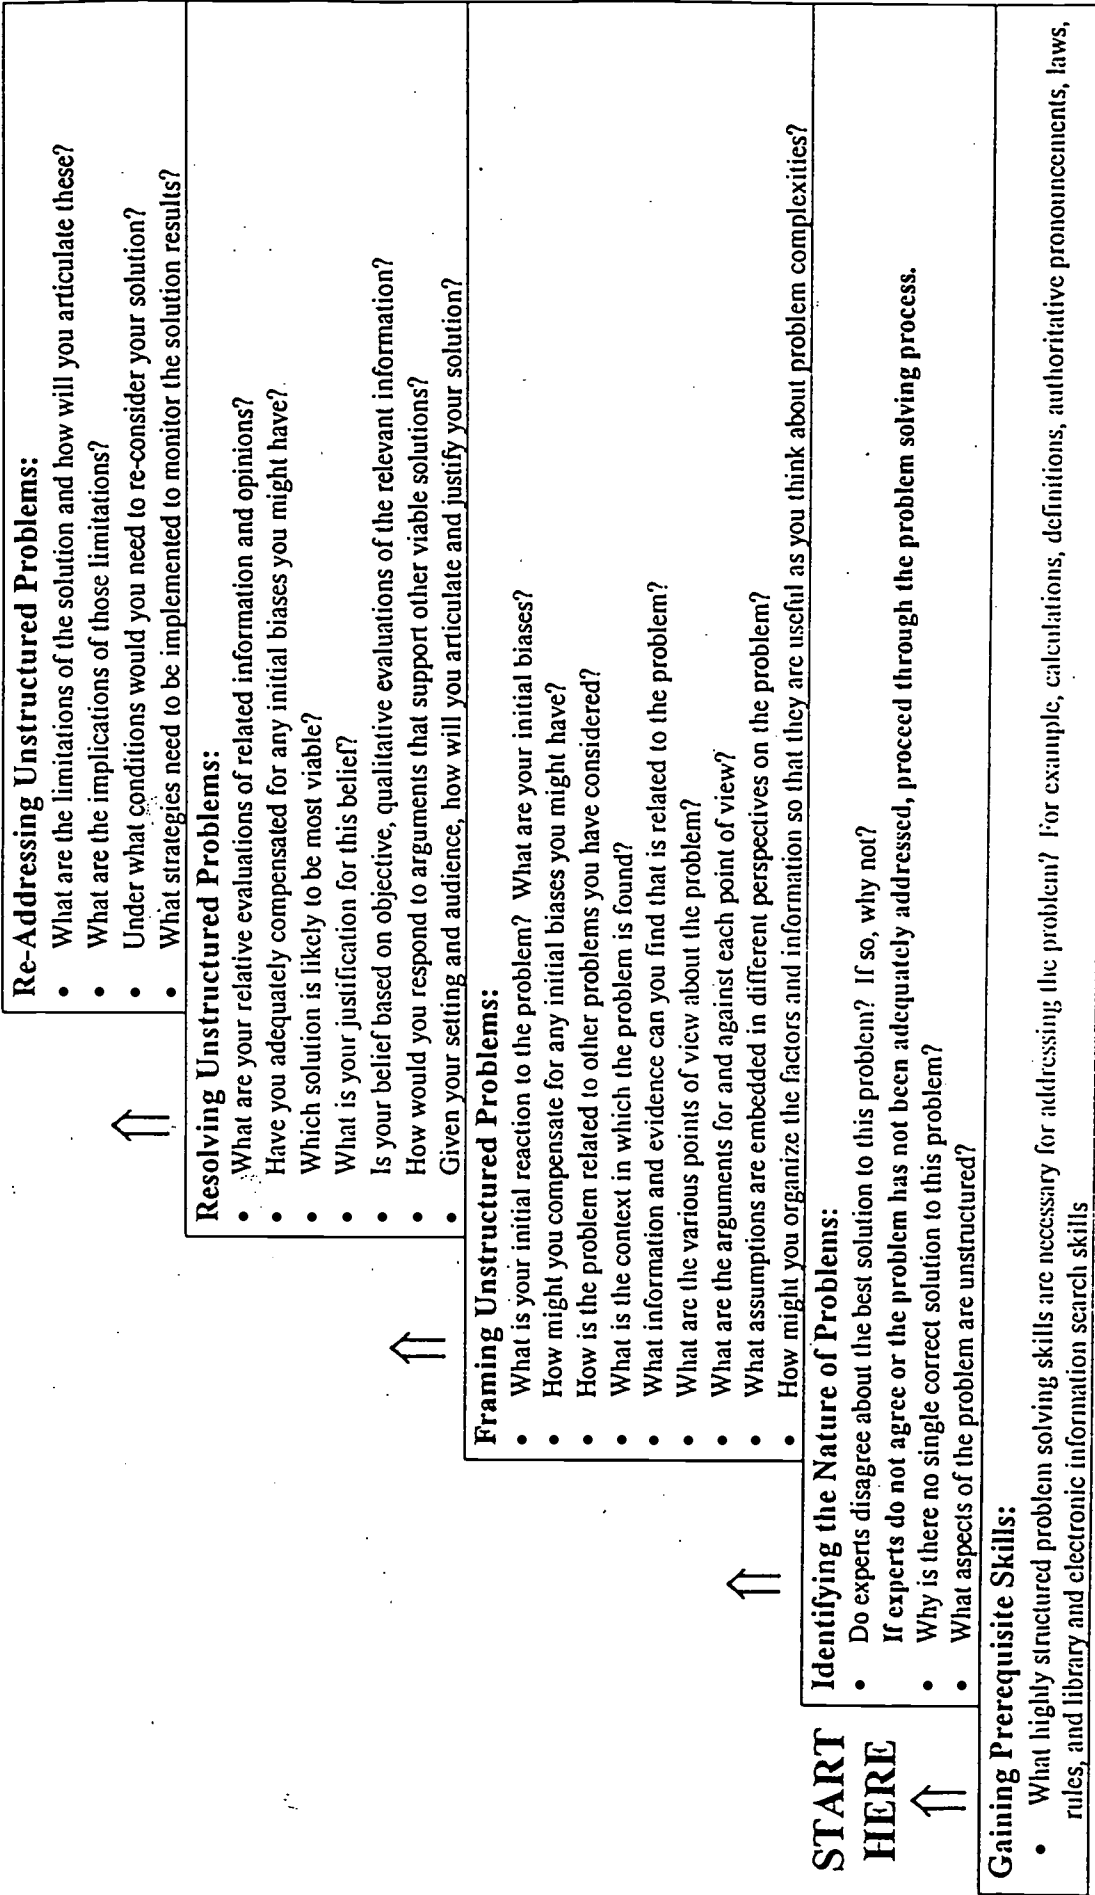 Re-Addressing Unstructured Problems:
• What are the limitations of the solution and how will you articulate these?
• What are the implications of those limitations?
• Under what conditions would you need to re-consider your solution?
• What strategies need to be implemented to monitor the solution results?
Resolving Unstructured Problems:
• What are your relative evaluations of related information and opinions?
• Have you adequately compensated for any initial biases you might have?
• Which solution is likely to be most viable?
• What is your justification for this belief?
• Is your belief based on objective, qualitative evaluations of the relevant information?
• How would you respond to arguments that support other viable solutions?
• Given your setting and audience, how will you articulate and justify your solution?
Framing Unstructured Problems:
• What is your initial reaction to the problem? What are your initial biases?
• How might you compensate for any initial biases you might have?
• How is the problem related to other problems you have considered?
• What is the context in which the problem is found?
• What information and evidence can you find that is related to the problem?
• What are the various points of view about the problem?
• What are the arguments for and against each point of view?
• What assumptions are embedded in different perspectives on the problem?
• How might you organize the factors and information so that they are useful as you think about problem complexities?
START
HERE
Identifying the Nature of Problems:
• Do experts disagree about the best solution to this problem? If so, why not?
If experts do not agree or the problem has not been adequately addressed, proceed through the problem solving process.
• Why is there no single correct solution to this problem?
• What aspects of the problem are unstructured?
Gaining Prerequisite Skills:
• What highly structured problem solving skills are necessary for addressing the problem? For example, calculations, definitions, authoritative pronouncements, laws,
rules, and library and electronic information search skills